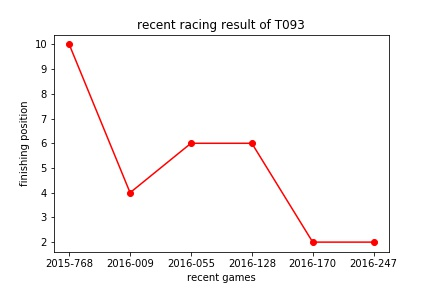 recent racing result of T093
finishing position
10
9
8
7
6
5
4
3
2
2015-768 2016-009 2016-055 2016-128 2016-170 2016-247
recent games